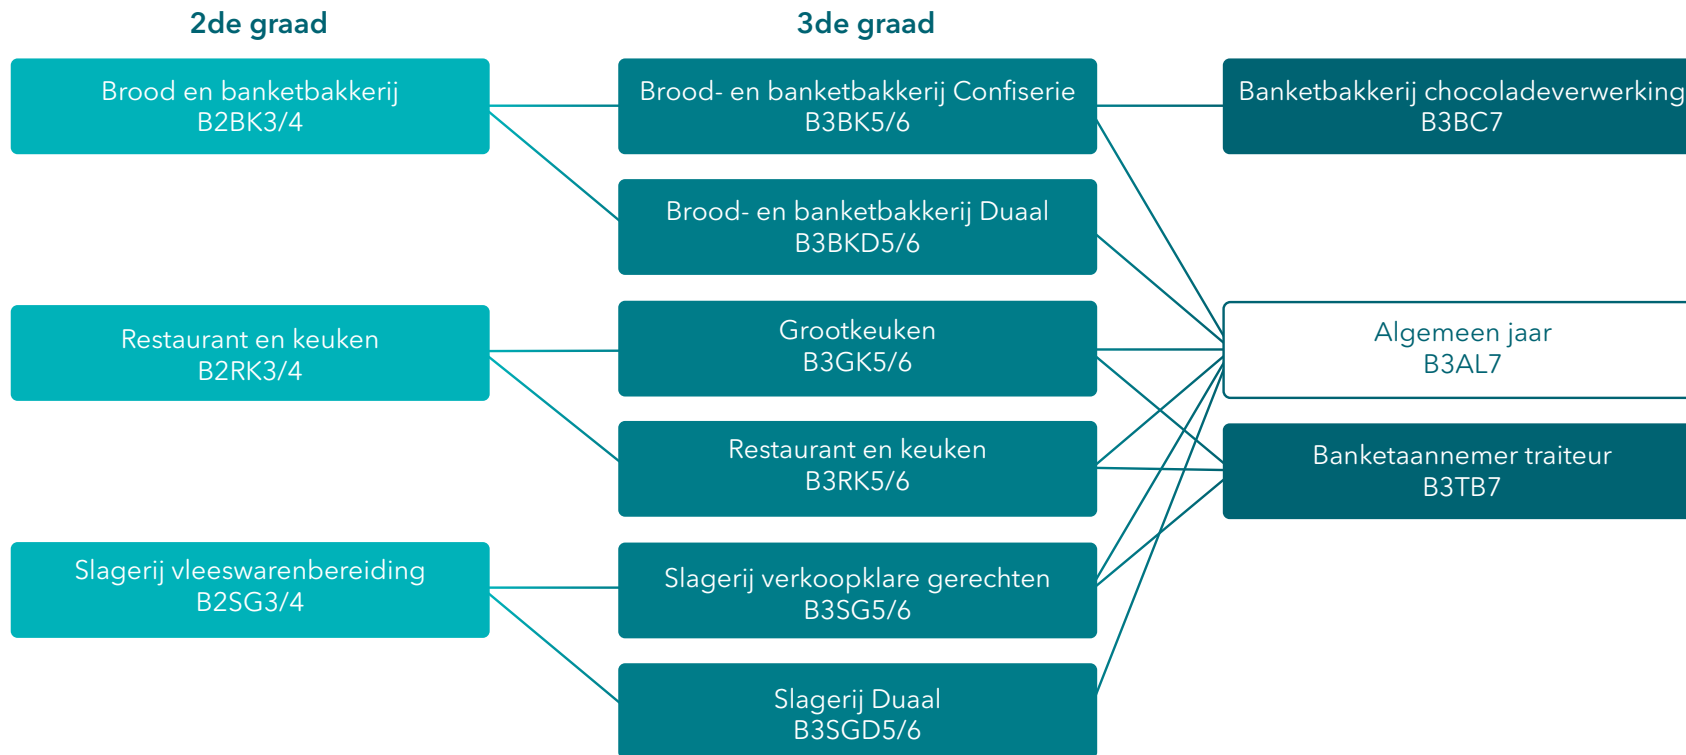 2de graad
3de graad
Brood en banketbakkerij
B2BK3/4
Brood- en banketbakkerij Confiserie
B3BK5/6
Banketbakkerij chocoladeverwerking
B3BC7
Brood- en banketbakkerij Duaal
B3BKD5/6
Restaurant en keuken
B2RK3/4
Grootkeuken
B3GK5/6
Algemeen jaar
B3AL7
Restaurant en keuken
B3RK5/6
Banketaannemer traiteur
B3TB7
Slagerij vleeswarenbereiding
B2SG3/4
Slagerij verkoopklare gerechten
B3SG5/6
Slagerij Duaal
B3SGD5/6